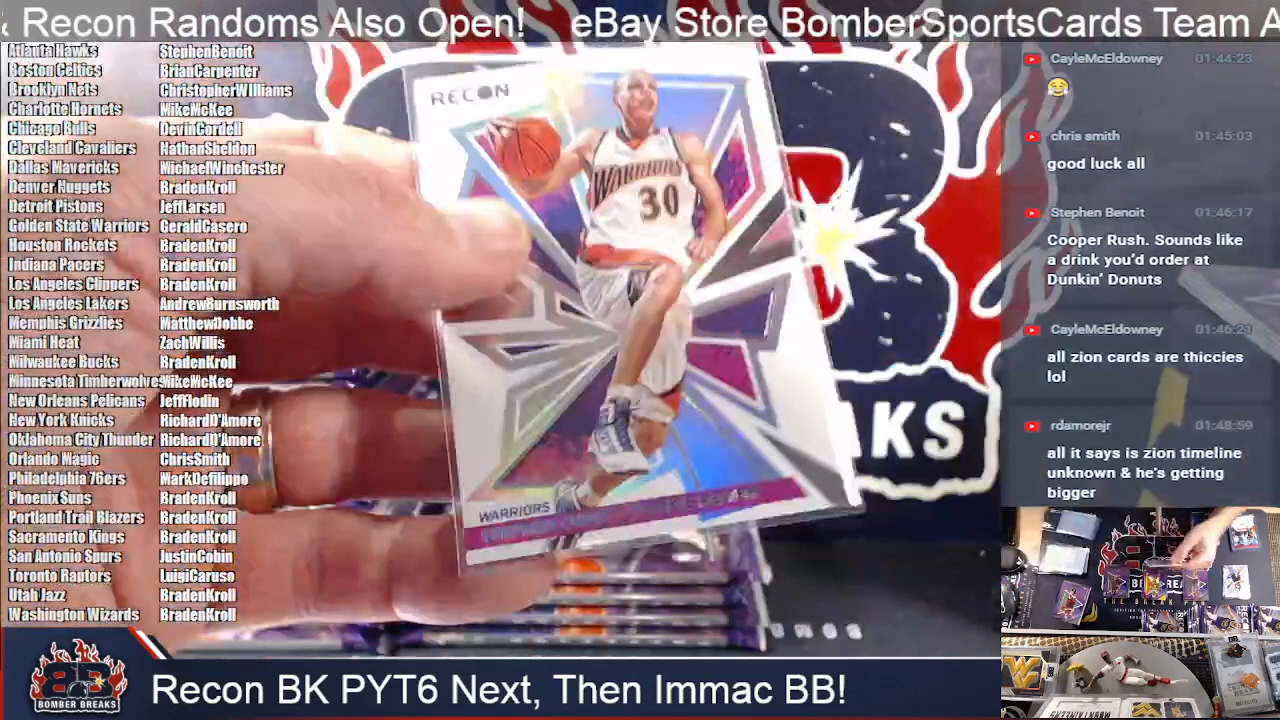 & Recon Randoms Also Open! eBay Store BomberSportsCards Team A
Atlanta Hawks StephenBenoit
Boston Celtics BrianCarpenter
Brooklyn Nets ChristopherWIlliams
Charlotte Hornets MikeMcKee
Chicago Bulls DevinCordell
Cleveland Cavaliers NathanSheldon
Dallas Mavericks MichaelWinchester
Denver Nuggets BradenKroll
Detroit Pistons JeffLarsen
Golden State Warriors GeraldCasero
Houston Rockets BradenKroll
Indiana Pacers BradenKroll
Los Angeles Clippers BradenKroll
Los Angeles Lakers AndrewBurnsworth
Memphis Grizzlies MatthewDobbe
Miami Heat ZachWillis
Milwaukee Bucks BradenKroll
Minnesota Timberwolves MikeMcKee
New Orleans Pelicans JeffHodin
New York Knicks RichardD'Amore
Oklahoma City Thunder RichardD'Amore
Orlando Magic ChrisSmith
Philadelphia 76ers MarkDefilippo
Phoenix Suns BradenKroll
Portland Trail Blazers BradenKroll
Sacramento Kings BradenKroll
San Antonio Spurs JustinCobin
Toronto Raptors LuigiCaruso
Utah Jazz BradenKroll
Washington Wizards BradenKroll
RECON
WARRIORS
30
WARRIORS
AKS
CayleMcEldowney 01:44:23
chris smith 01:45:03
good luck all
Stephen Benoit 01:46:17
Cooper Rush. Sounds like
a drink you'd order at
Dunkin' Donuts
CayleMcEldowney 01:46:21
all zion cards are thiccies
lol
rdamorejr 01:48:59
all it says is zion timeline
unknown & he's getting
bigger
BOMBER BREAKS
Recon BK PYT6 Next, Then Immac BB!